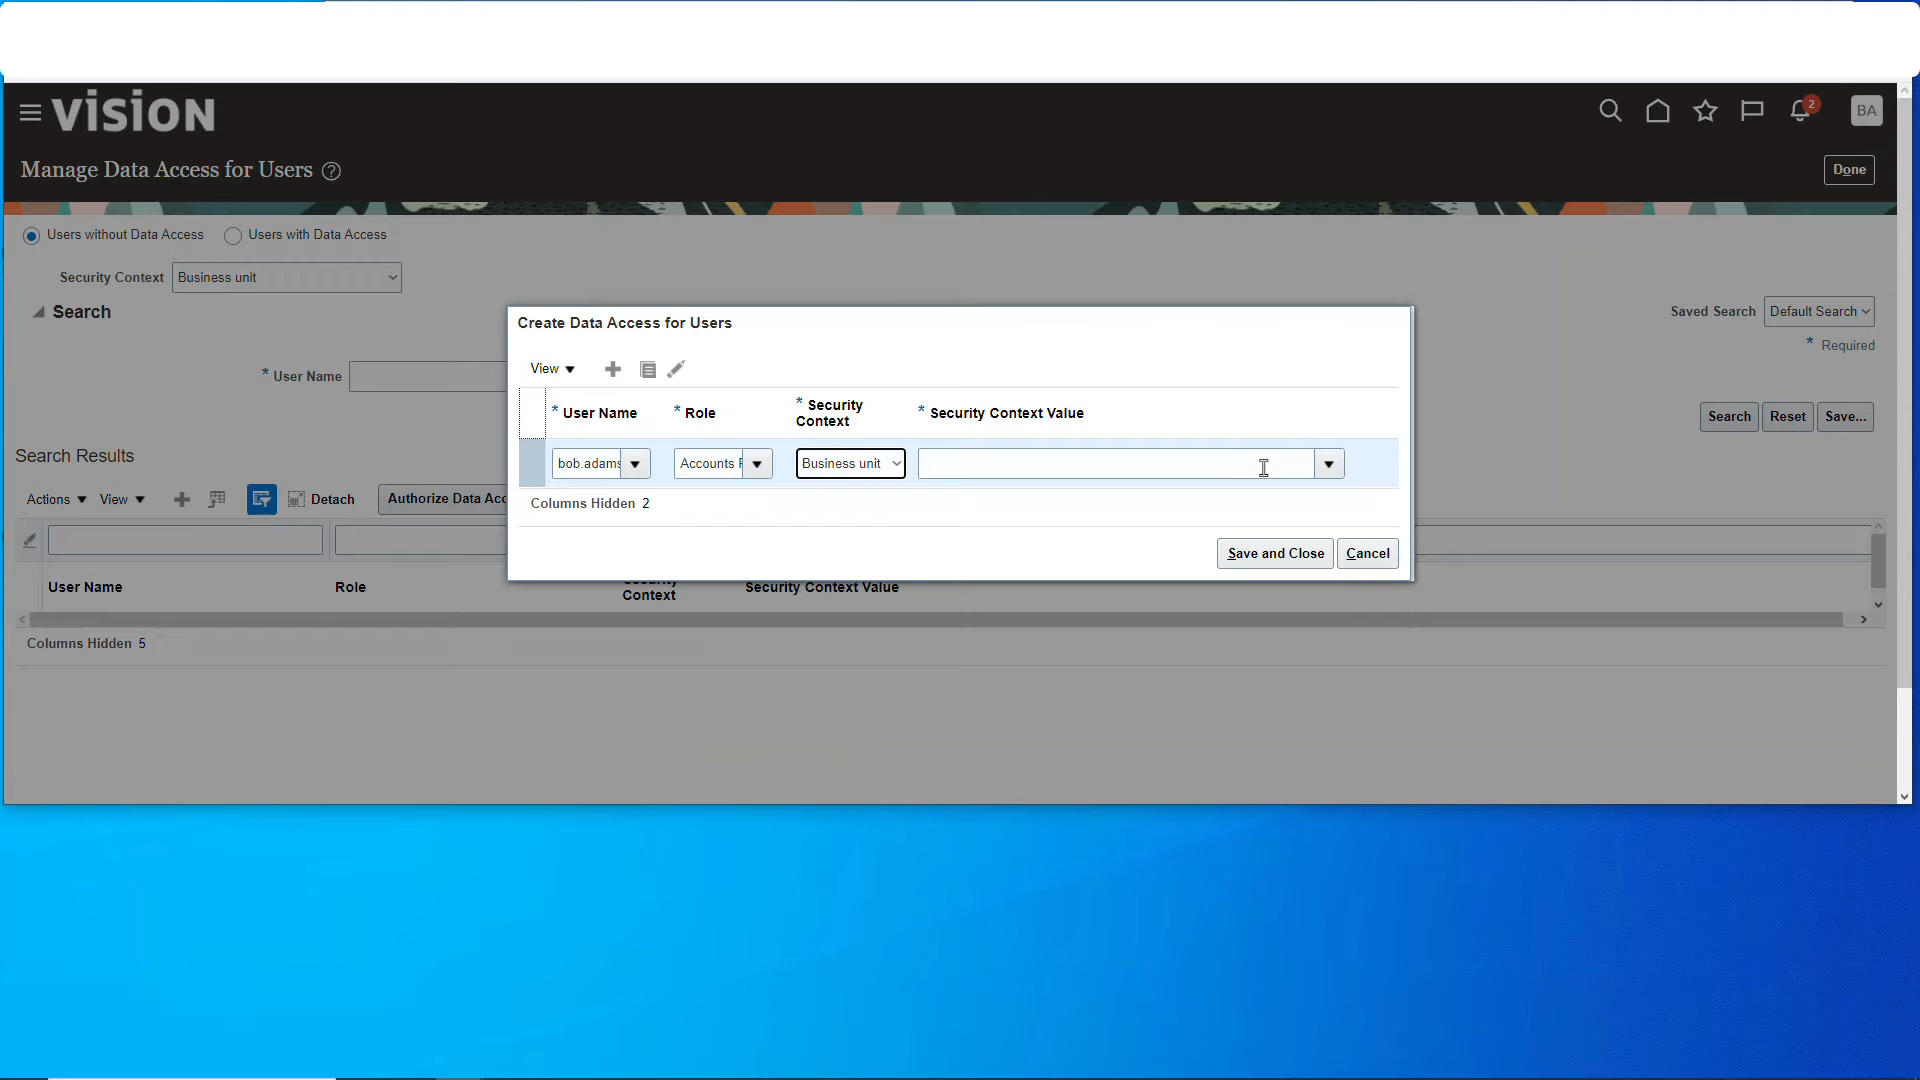 vision
2
BA
Manage Data Access for Users ?
Done
Users without Data Access Users with Data Access
Security Context Business unit
Search
Saved Search Default Search
* Required
* User Name
Search Reset Save...
Search Results
Actions View Detach Authorize Data Acc
User Name Role Security Context Security Context Value
Columns Hidden 5
Create Data Access for Users
View
* User Name * Role * Security Context * Security Context Value
bob.adams Accounts Business unit
Columns Hidden 2
Save and Close Cancel